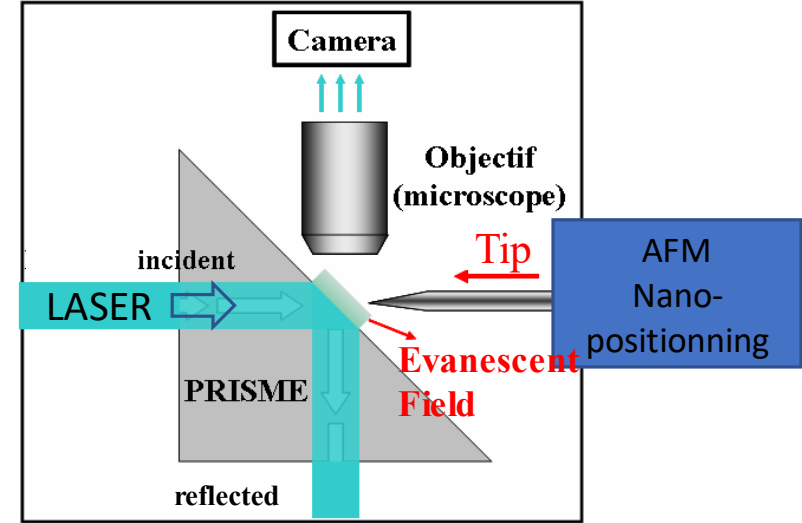 Camera
Objectif
(microscope)
Tip
AFM
Nano-
positionning
incident
LASER
Evanescent
Field
PRISME
reflected